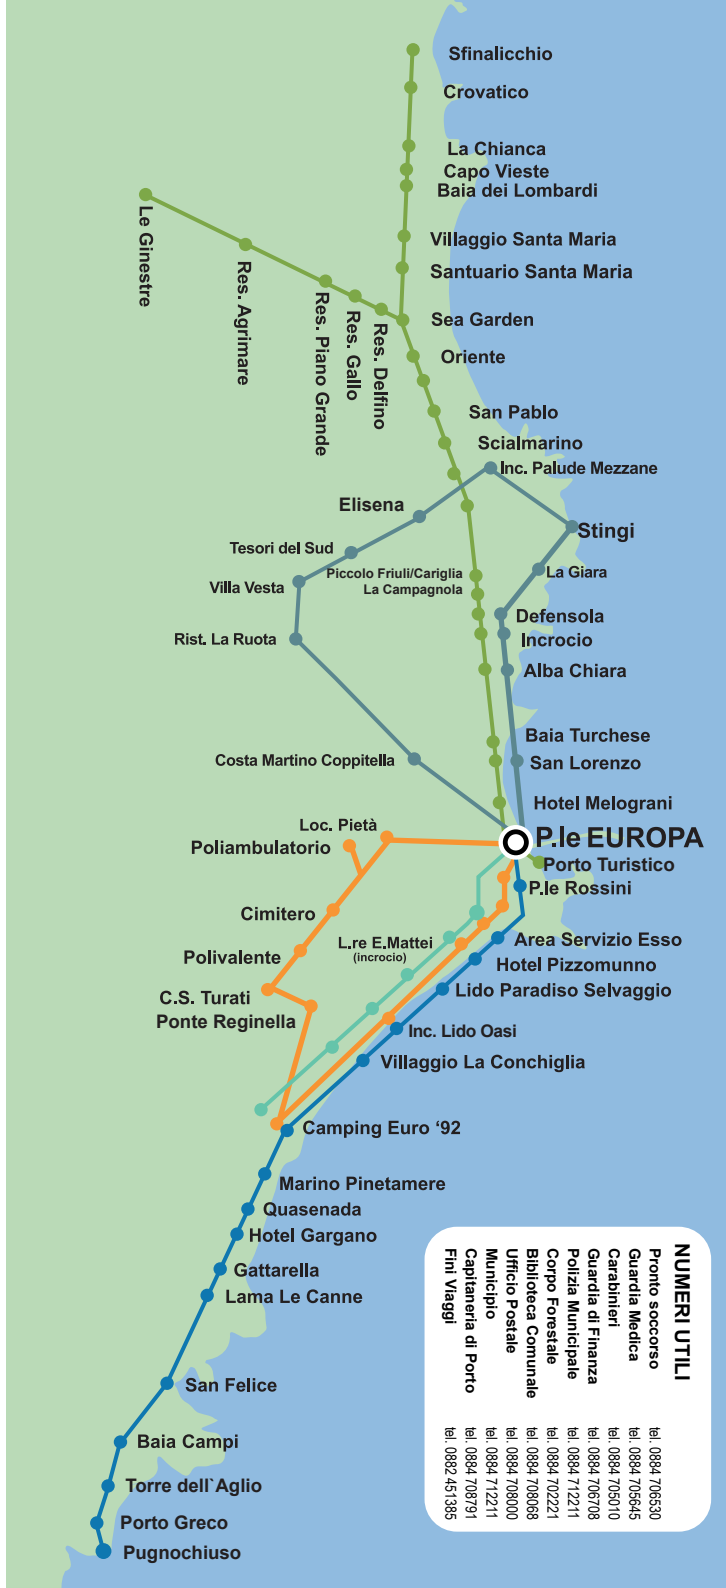 Sfinalicchio
Crovatico
La Chianca
Capo Vieste
Baia dei Lombardi
Villaggio Santa Maria
Santuario Santa Maria
Sea Garden
Le Ginestre
Res. Agrimare
Res. Piano Grande
Res. Gallo
Res. Delfino
Oriente
San Pablo
Scialmarino
Inc. Palude Mezzane
Elisena
Stingi
Tesori del Sud
La Giara
Piccolo Friuli/Cariglia
La Campagnola
Villa Vesta
Defensola
Incrocio
Rist. La Ruota
Alba Chiara
Baia Turchese
San Lorenzo
Costa Martino Coppitella
Hotel Melograni
Loc. Pietà
P.le EUROPA
Poliambulatorio
Porto Turistico
P.le Rossini
Cimitero
L.re E.Mattei
(incrocio)
Area Servizio Esso
Polivalente
Hotel Pizzomunno
C.S. Turati
Lido Paradiso Selvaggio
Ponte Reginella
Inc. Lido Oasi
Villaggio La Conchiglia
Camping Euro ‘92
Marino Pinetamere
Quasenada
Hotel Gargano
Gattarella
Lama Le Canne
San Felice
Baia Campi
Torre dell`Aglio
Porto Greco
Pugnochiuso
NUMERI UTILI
Pronto soccorso tel. 0884 706530
Guardia Medica tel. 0884 705645
Carabinieri tel. 0884 705010
Guardia di Finanza tel. 0884 706708
Polizia Municipale tel. 0884 712211
Corpo Forestale tel. 0884 702221
Biblioteca Comunale tel. 0884 708068
Ufficio Postale tel. 0884 708000
Municipio tel. 0884 712211
Capitaneria di Porto tel. 0884 708791
Fini Viaggi tel. 0882 451385